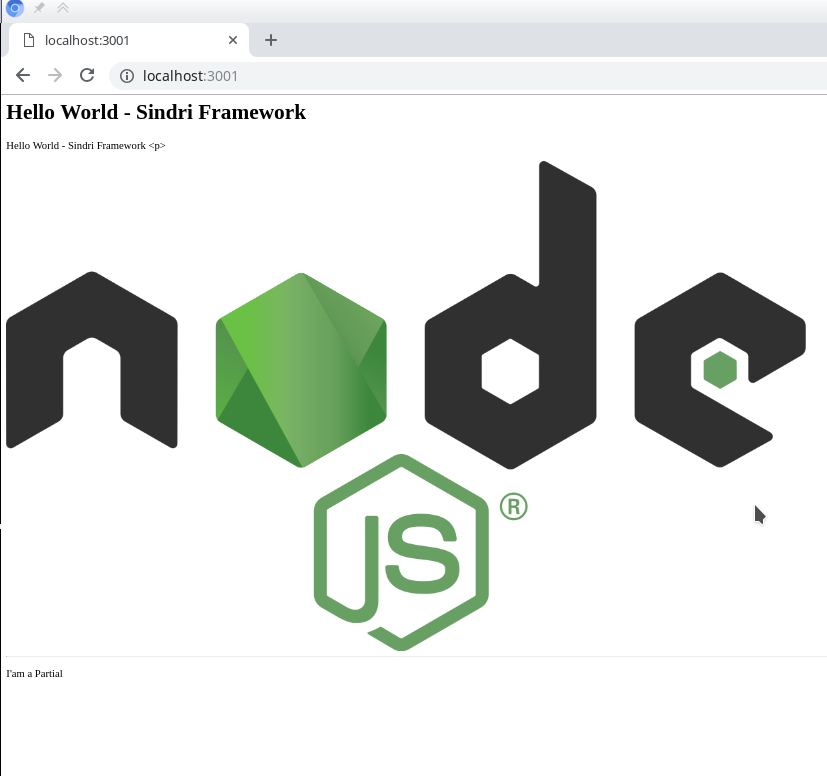 localhost:3001
localhost:3001
Hello World - Sindri Framework
Hello World - Sindri Framework <p>
node
JS ®
I'am a Partial